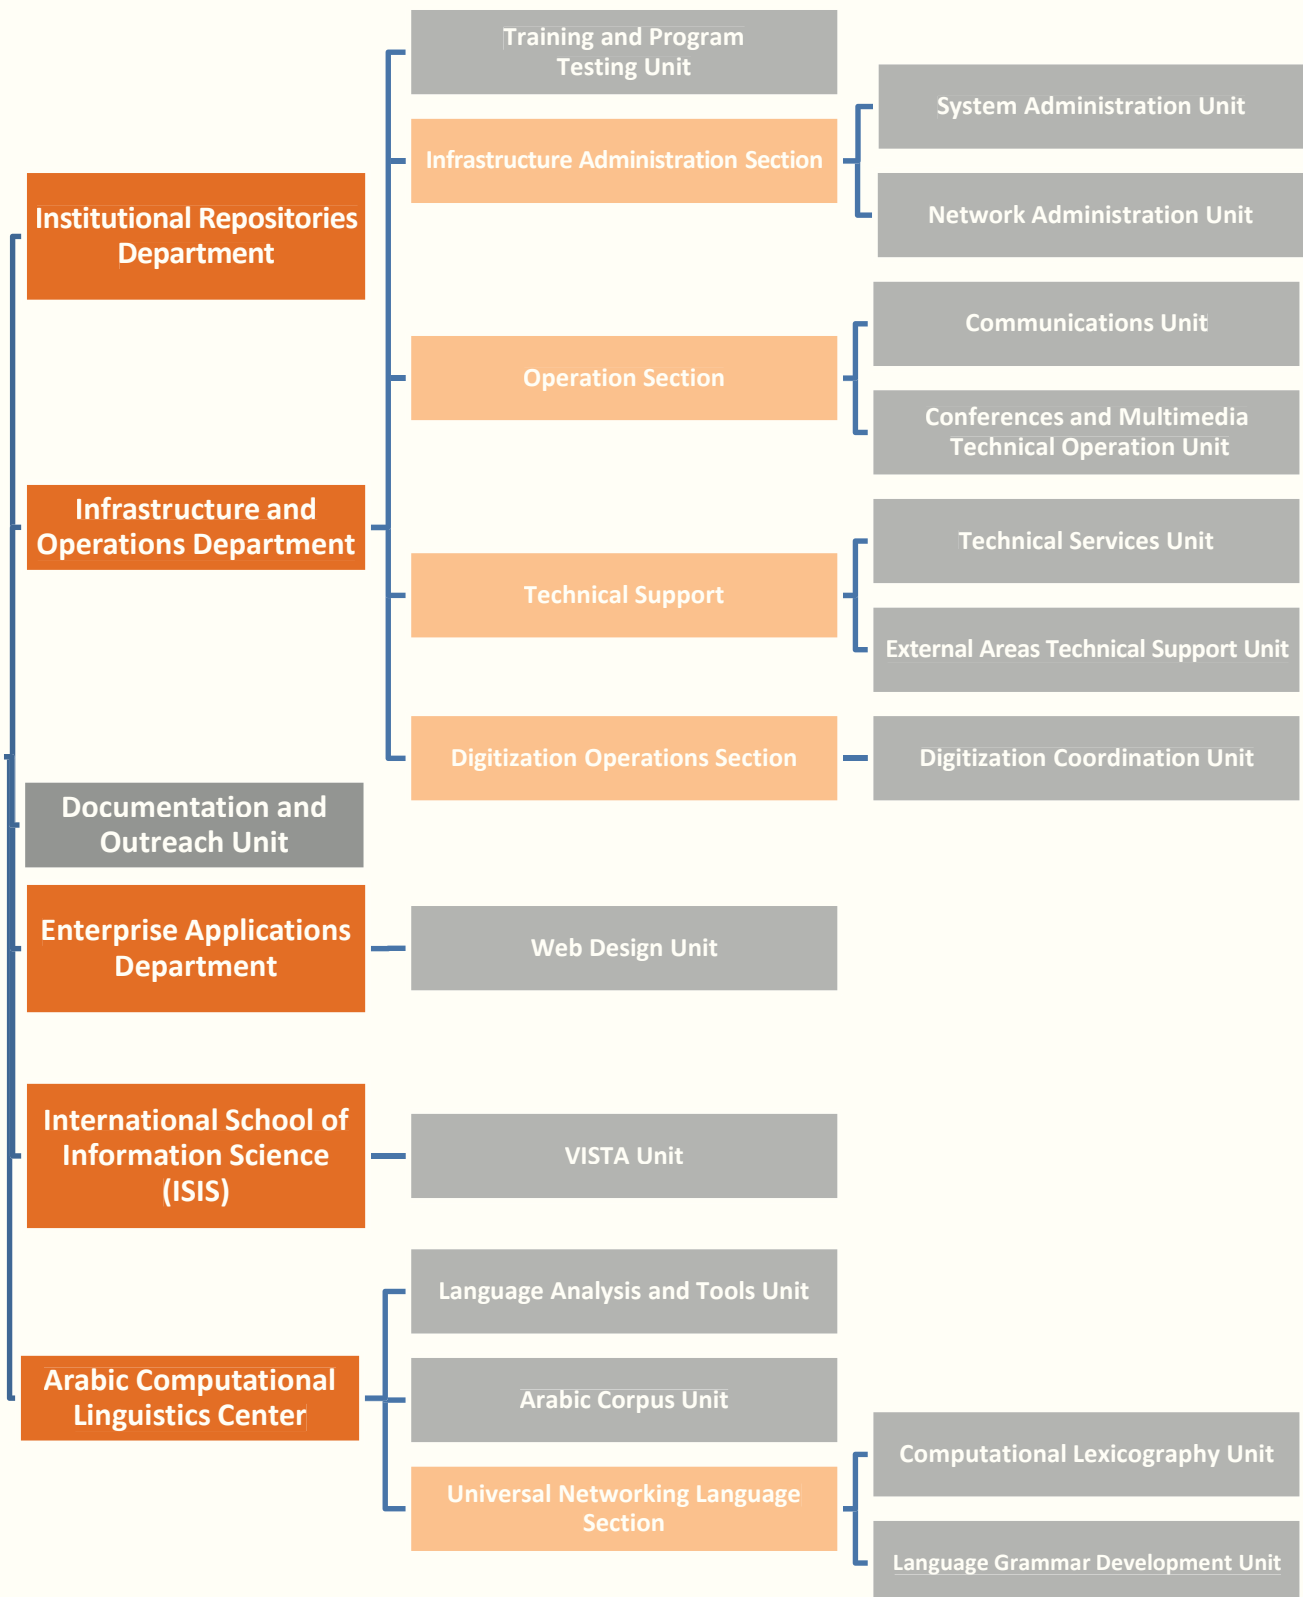 Training and Program
Testing Unit
System Administration Unit
Infrastructure Administration Section
Institutional Repositories
Department
Network Administration Unit
Communications Unit
Operation Section
Conferences and Multimedia
Technical Operation Unit
Infrastructure and
Operations Department
Technical Services Unit
Technical Support
External Areas Technical Support Unit
Digitization Operations Section
Digitization Coordination Unit
Documentation and
Outreach Unit
Enterprise Applications
Department
Web Design Unit
International School of
Information Science
(ISIS)
VISTA Unit
Language Analysis and Tools Unit
Arabic Computational
Linguistics Center
Arabic Corpus Unit
Computational Lexicography Unit
Universal Networking Language
Section
Language Grammar Development Unit